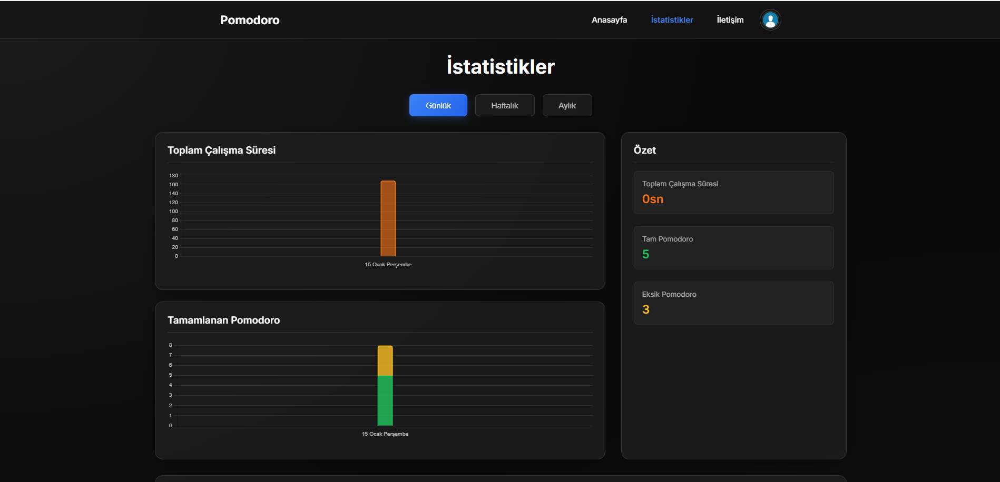 Pomodoro
Anasayfa
İstatistikler
İletişim
İstatistikler
Günlük
Haftalık
Aylık
Toplam Çalışma Süresi
180
160
140
120
100
80
60
40
20
0
15 Ocak Perşembe
Tamamlanan Pomodoro
8
7
6
5
4
3
2
1
0
15 Ocak Perşembe
Özet
Toplam Çalışma Süresi
0sn
Tam Pomodoro
5
Eksik Pomodoro
3